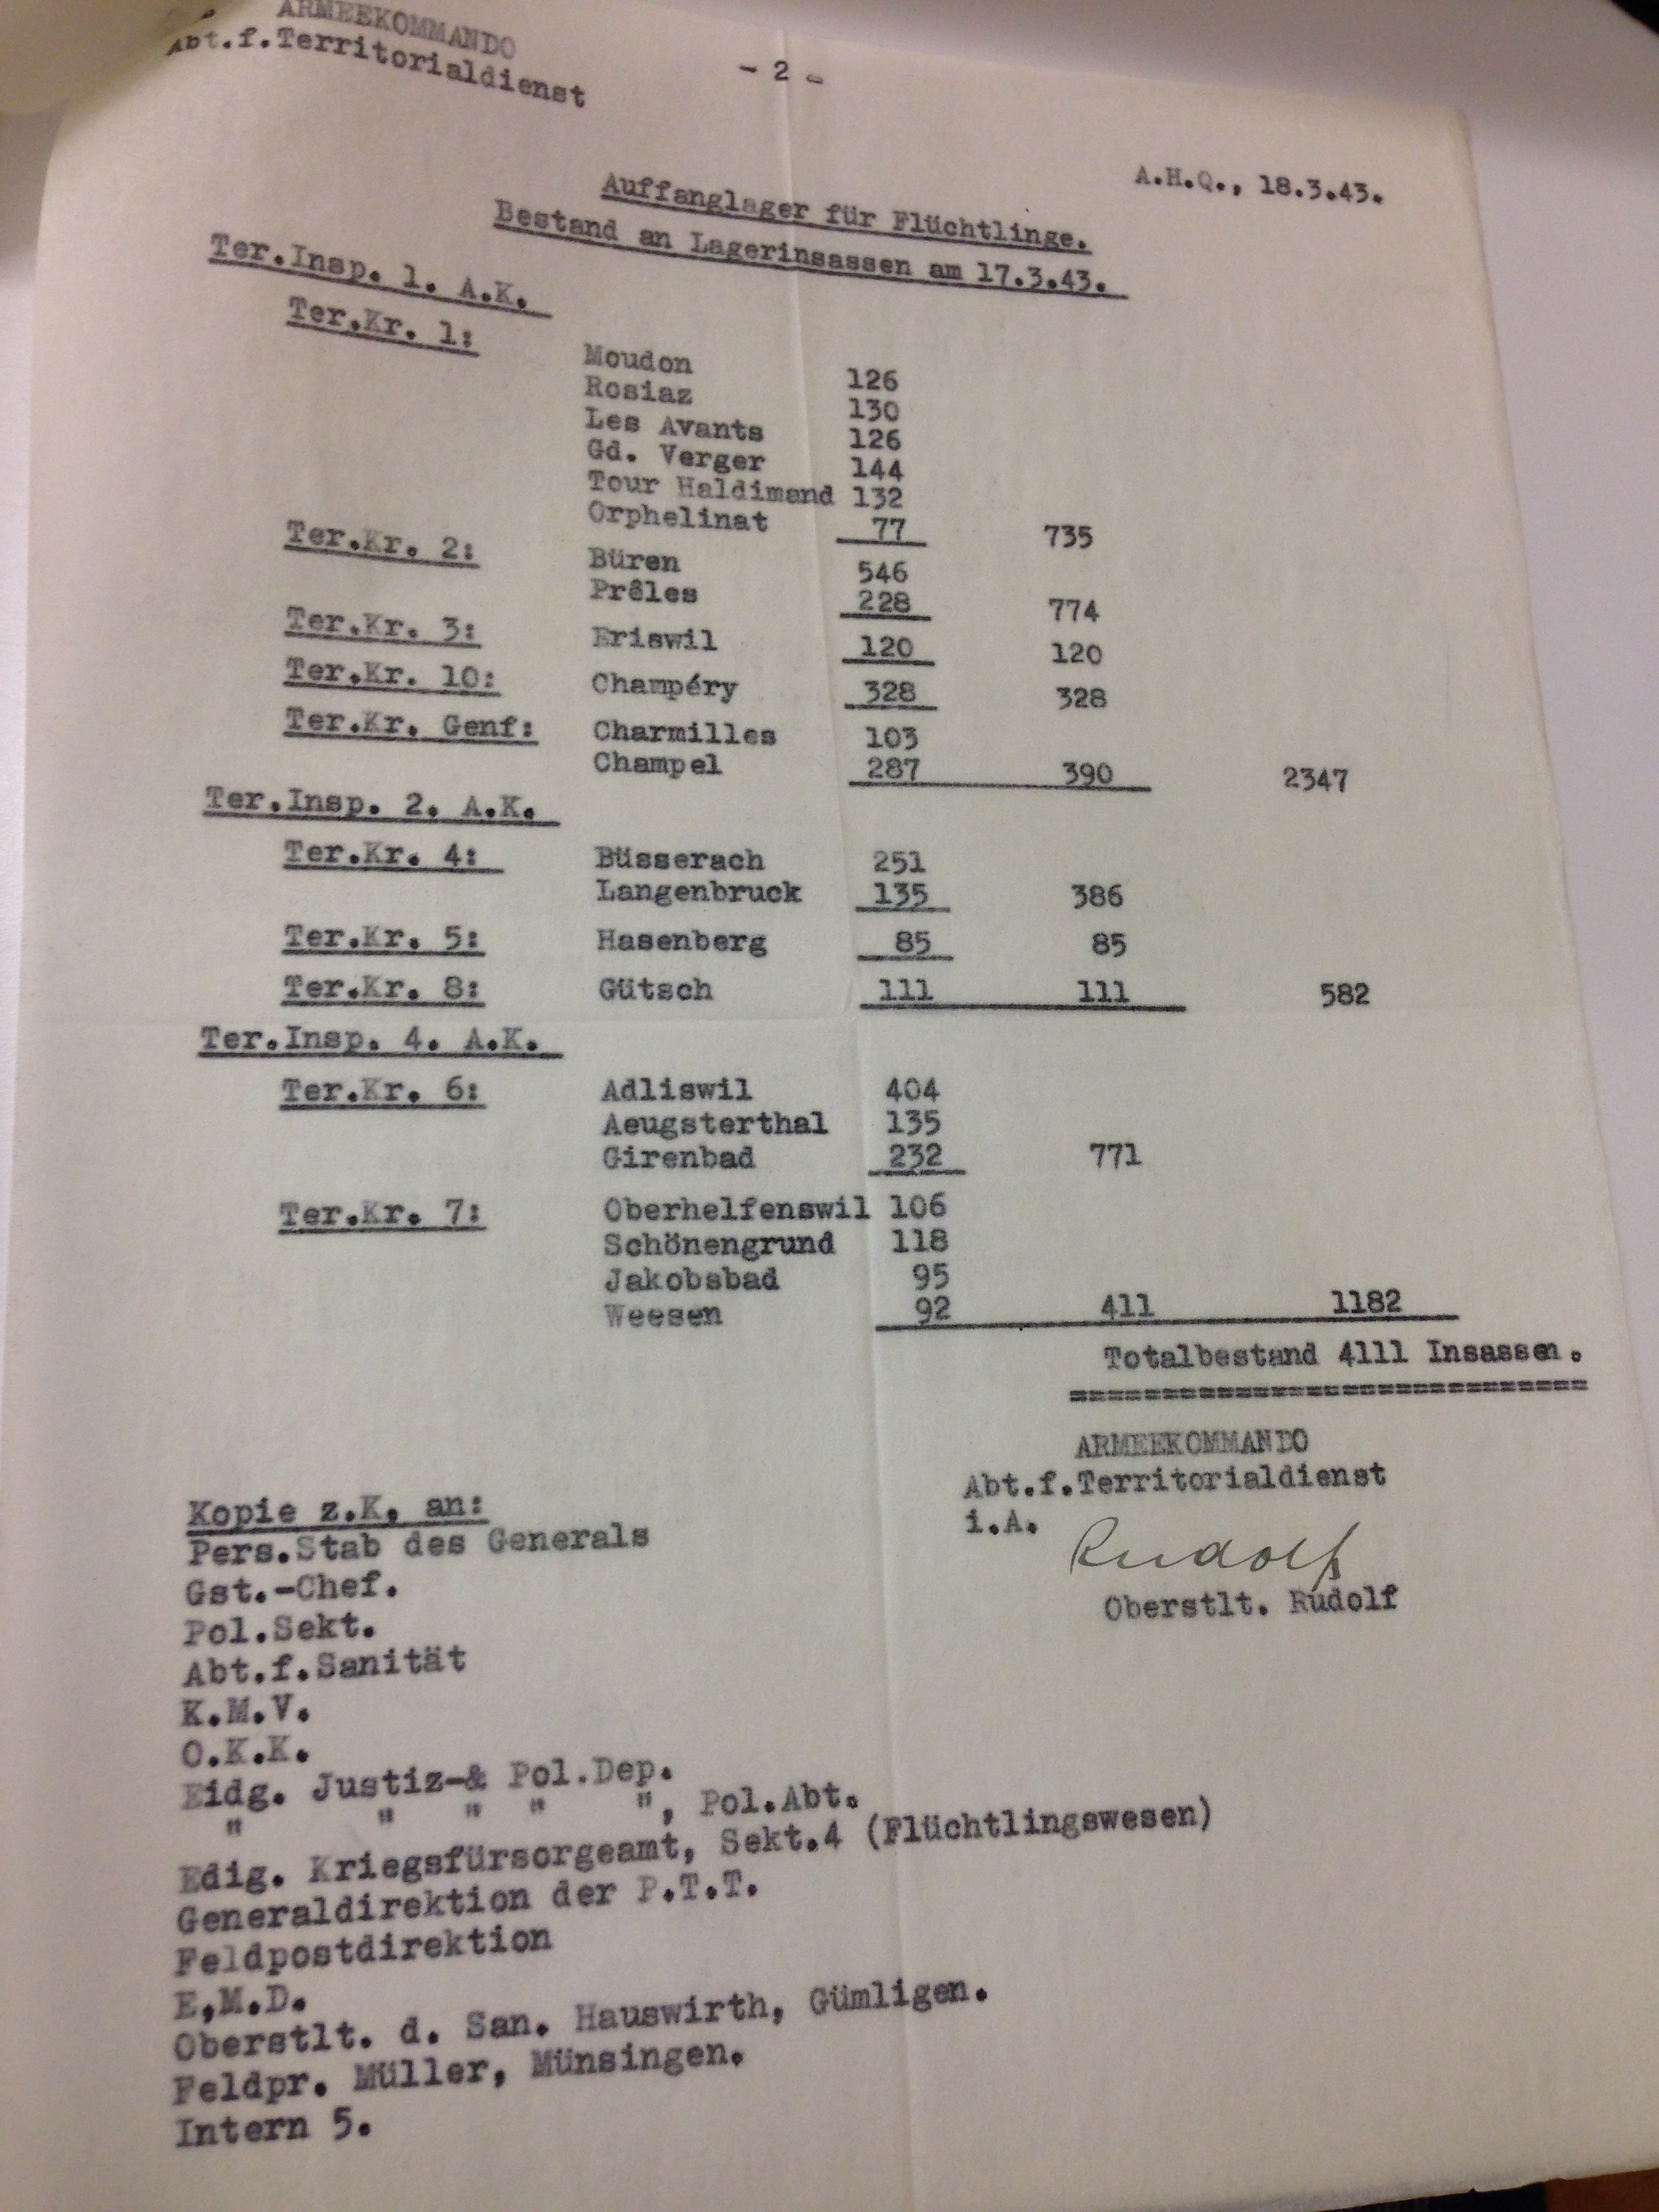 ARMEEKOMMANDO
Abt.f.Territorialdienst
- 2 -
A.H.Q., 18.3.43.
Auffanglager für Flüchtlinge.
Bestand an Lagerinsassen am 17.3.43.
Ter.Insp. 1. A.K.
Ter.Kr. 1:
Moudon 126
Rosiaz 130
Les Avants 126
Gd. Verger 144
Tour Haldimand 132
Orphelinat 77 735
Ter.Kr. 2: Büren 546
Prêles 228 774
Ter.Kr. 3: Eriswil 120 120
Ter.Kr. 10: Champéry 328 328
Ter.Kr. Genf: Charmilles 103
Champel 287 390 2347
Ter.Insp. 2. A.K.
Ter.Kr. 4: Büsserach 251
Langenbruck 135 386
Ter.Kr. 5: Hasenberg 85 85
Ter.Kr. 8: Gütsch 111 111 582
Ter.Insp. 4. A.K.
Ter.Kr. 6: Adliswil 404
Aeugsterthal 135
Girenbad 232 771
Ter.Kr. 7: Oberhelfenswil 106
Schönengrund 118
Jakobsbad 95
Weesen 92 411 1182
Totalbestand 4111 Insassen.
==============================
ARMEEKOMMANDO
Abt.f.Territorialdienst
i.A.
Rudolf
Oberstlt. Rudolf
Kopie z.K. an:
Pers.Stab des Generals
Gst.-Chef.
Pol.Sekt.
Abt.f.Sanität
K.M.V.
O.K.K.
Eidg. Justiz-& Pol.Dep.
" " " " ", Pol.Abt.
Edig. Kriegsfürsorgeamt, Sekt.4 (Flüchtlingswesen)
Generaldirektion der P.T.T.
Feldpostdirektion
E,M.D.
Oberstlt. d. San. Hauswirth, Gümligen.
Feldpr. Müller, Münsingen.
Intern 5.